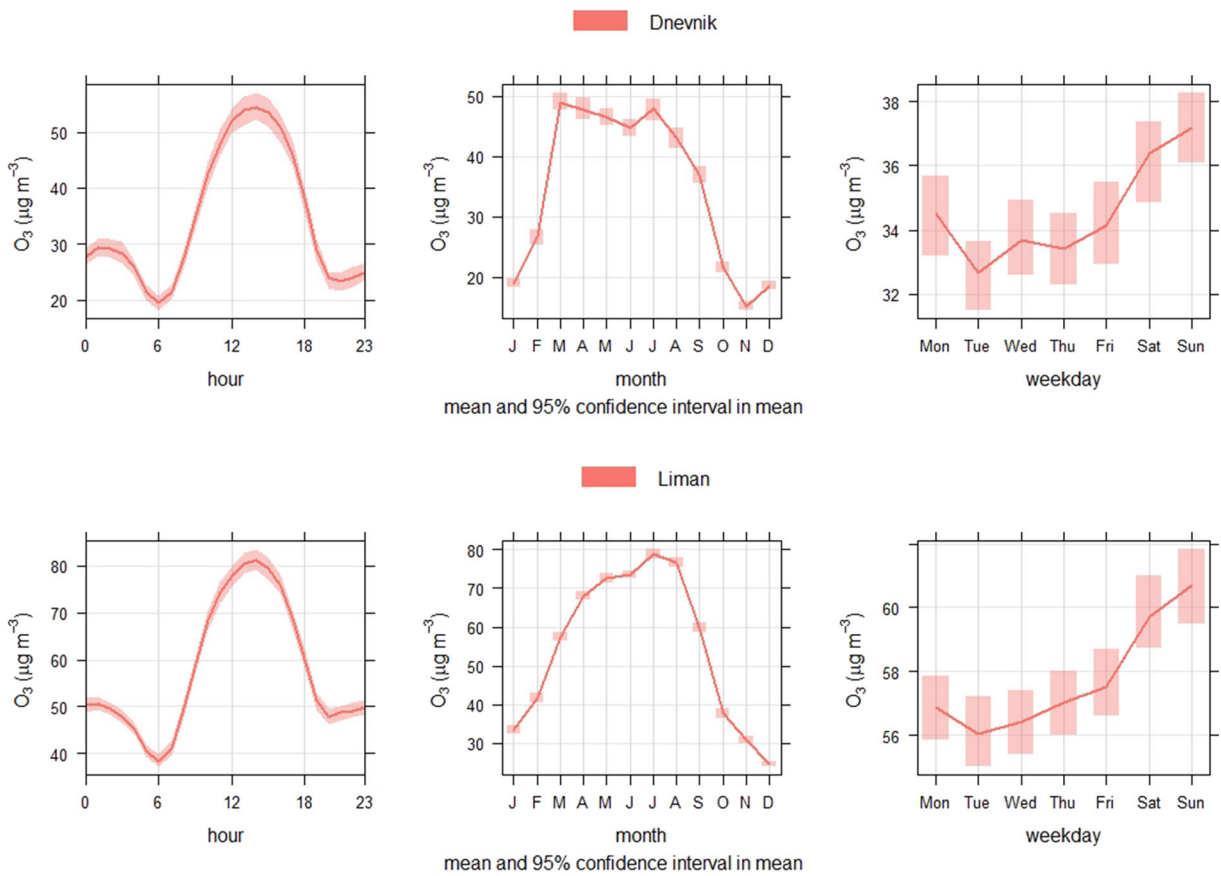 Dnevnik
O₃ (µg m⁻³)
50
40
30
20
0 6 12 18 23
hour
O₃ (µg m⁻³)
50
40
30
20
J F M A M J J A S O N D
month
mean and 95% confidence interval in mean
O₃ (µg m⁻³)
38
36
34
32
Mon Tue Wed Thu Fri Sat Sun
weekday
Liman
O₃ (µg m⁻³)
80
70
60
50
40
0 6 12 18 23
hour
O₃ (µg m⁻³)
80
70
60
50
40
30
J F M A M J J A S O N D
month
mean and 95% confidence interval in mean
O₃ (µg m⁻³)
60
58
56
Mon Tue Wed Thu Fri Sat Sun
weekday